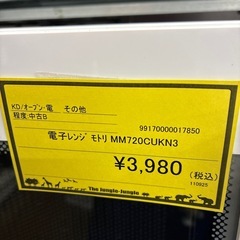 KD/オーブン・電　その他
程度:中古B
99170000017850
電子レンジ モトリ MM720CUKN3
¥3,980 (税込)
110825
The Jungle-Jungle